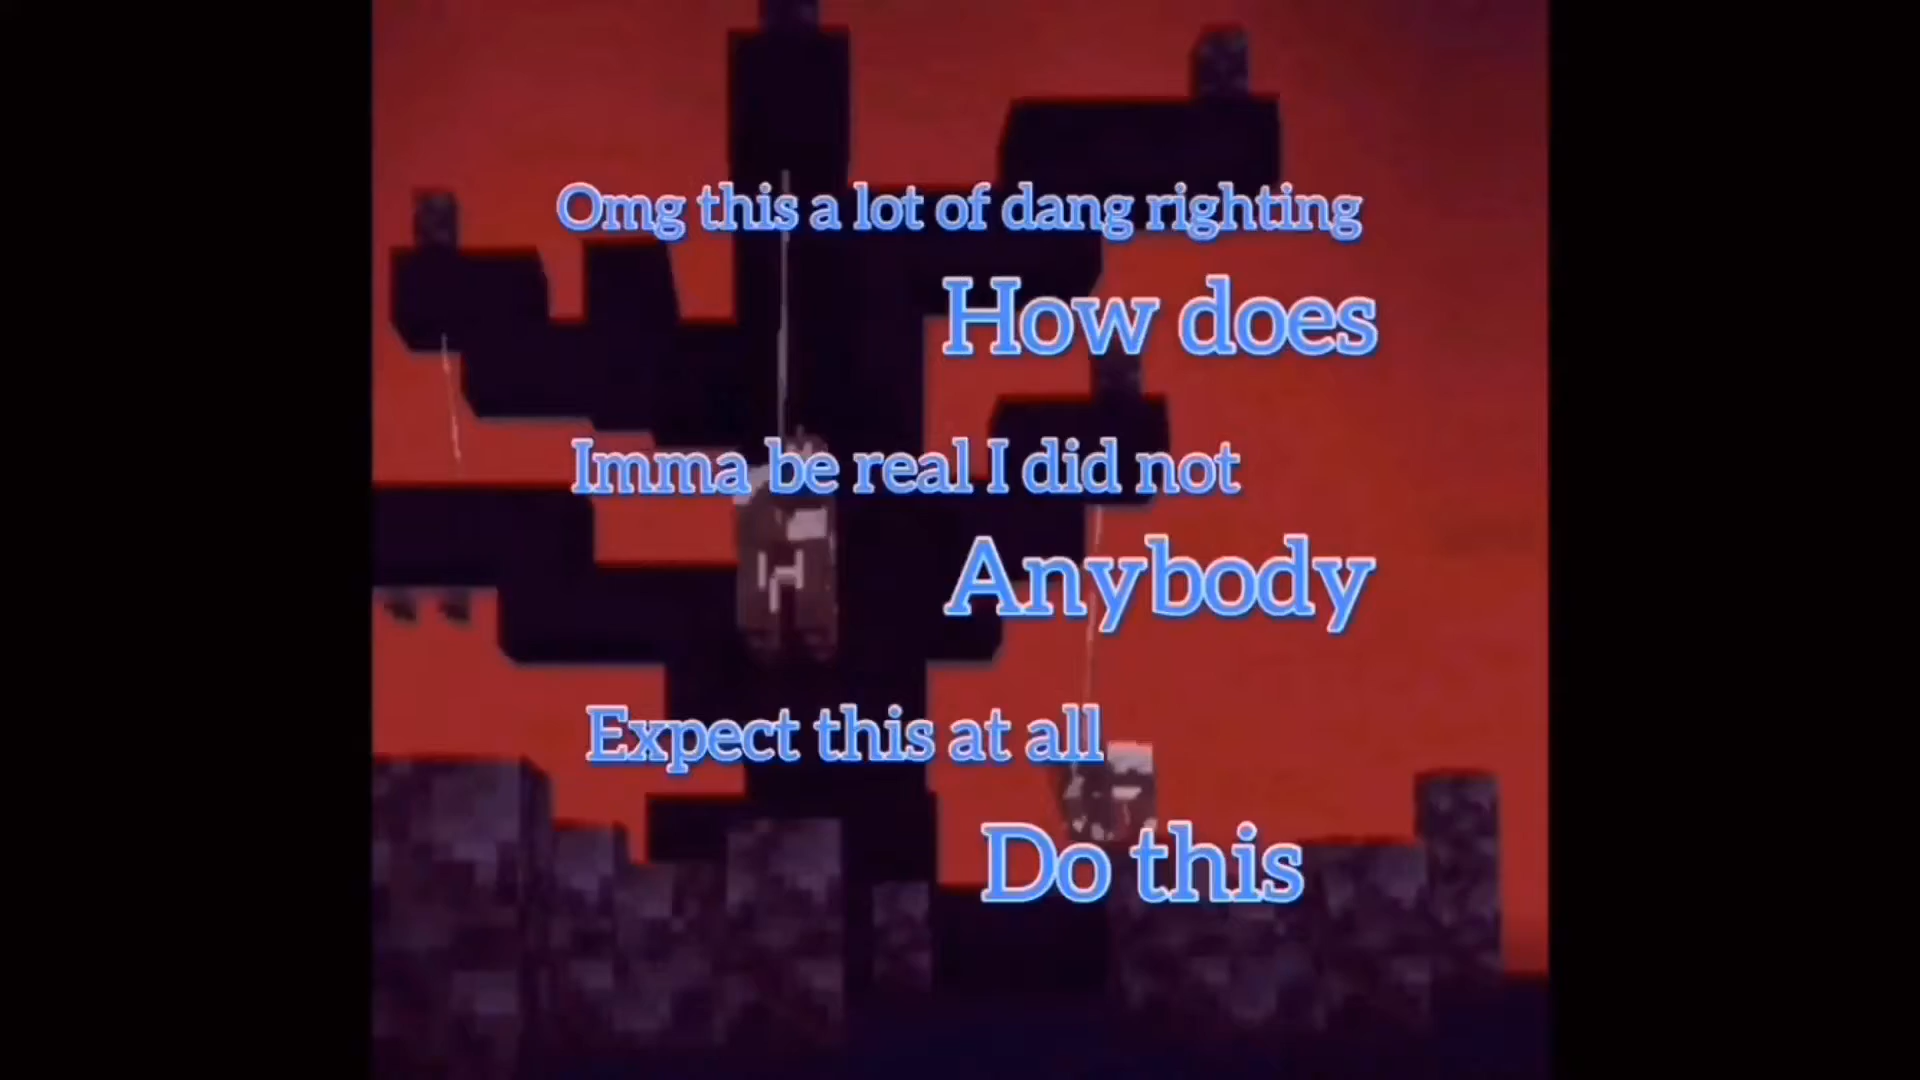 Omg this a lot of dang righting
How does
Imma be real I did not
Anybody
Expect this at all
Do this